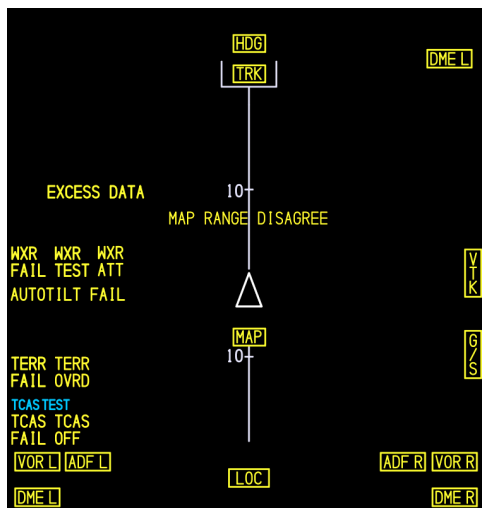 HDG
DME L
TRK
EXCESS DATA
10
MAP RANGE DISAGREE
WXR WXR WXR
FAIL TEST ATT
VTK
AUTOTILT FAIL
MAP
G/S
10
TERR TERR
FAIL OVRD
TCAS TEST
TCAS TCAS
FAIL OFF
VOR L ADF L
ADF R VOR R
LOC
DME L
DME R